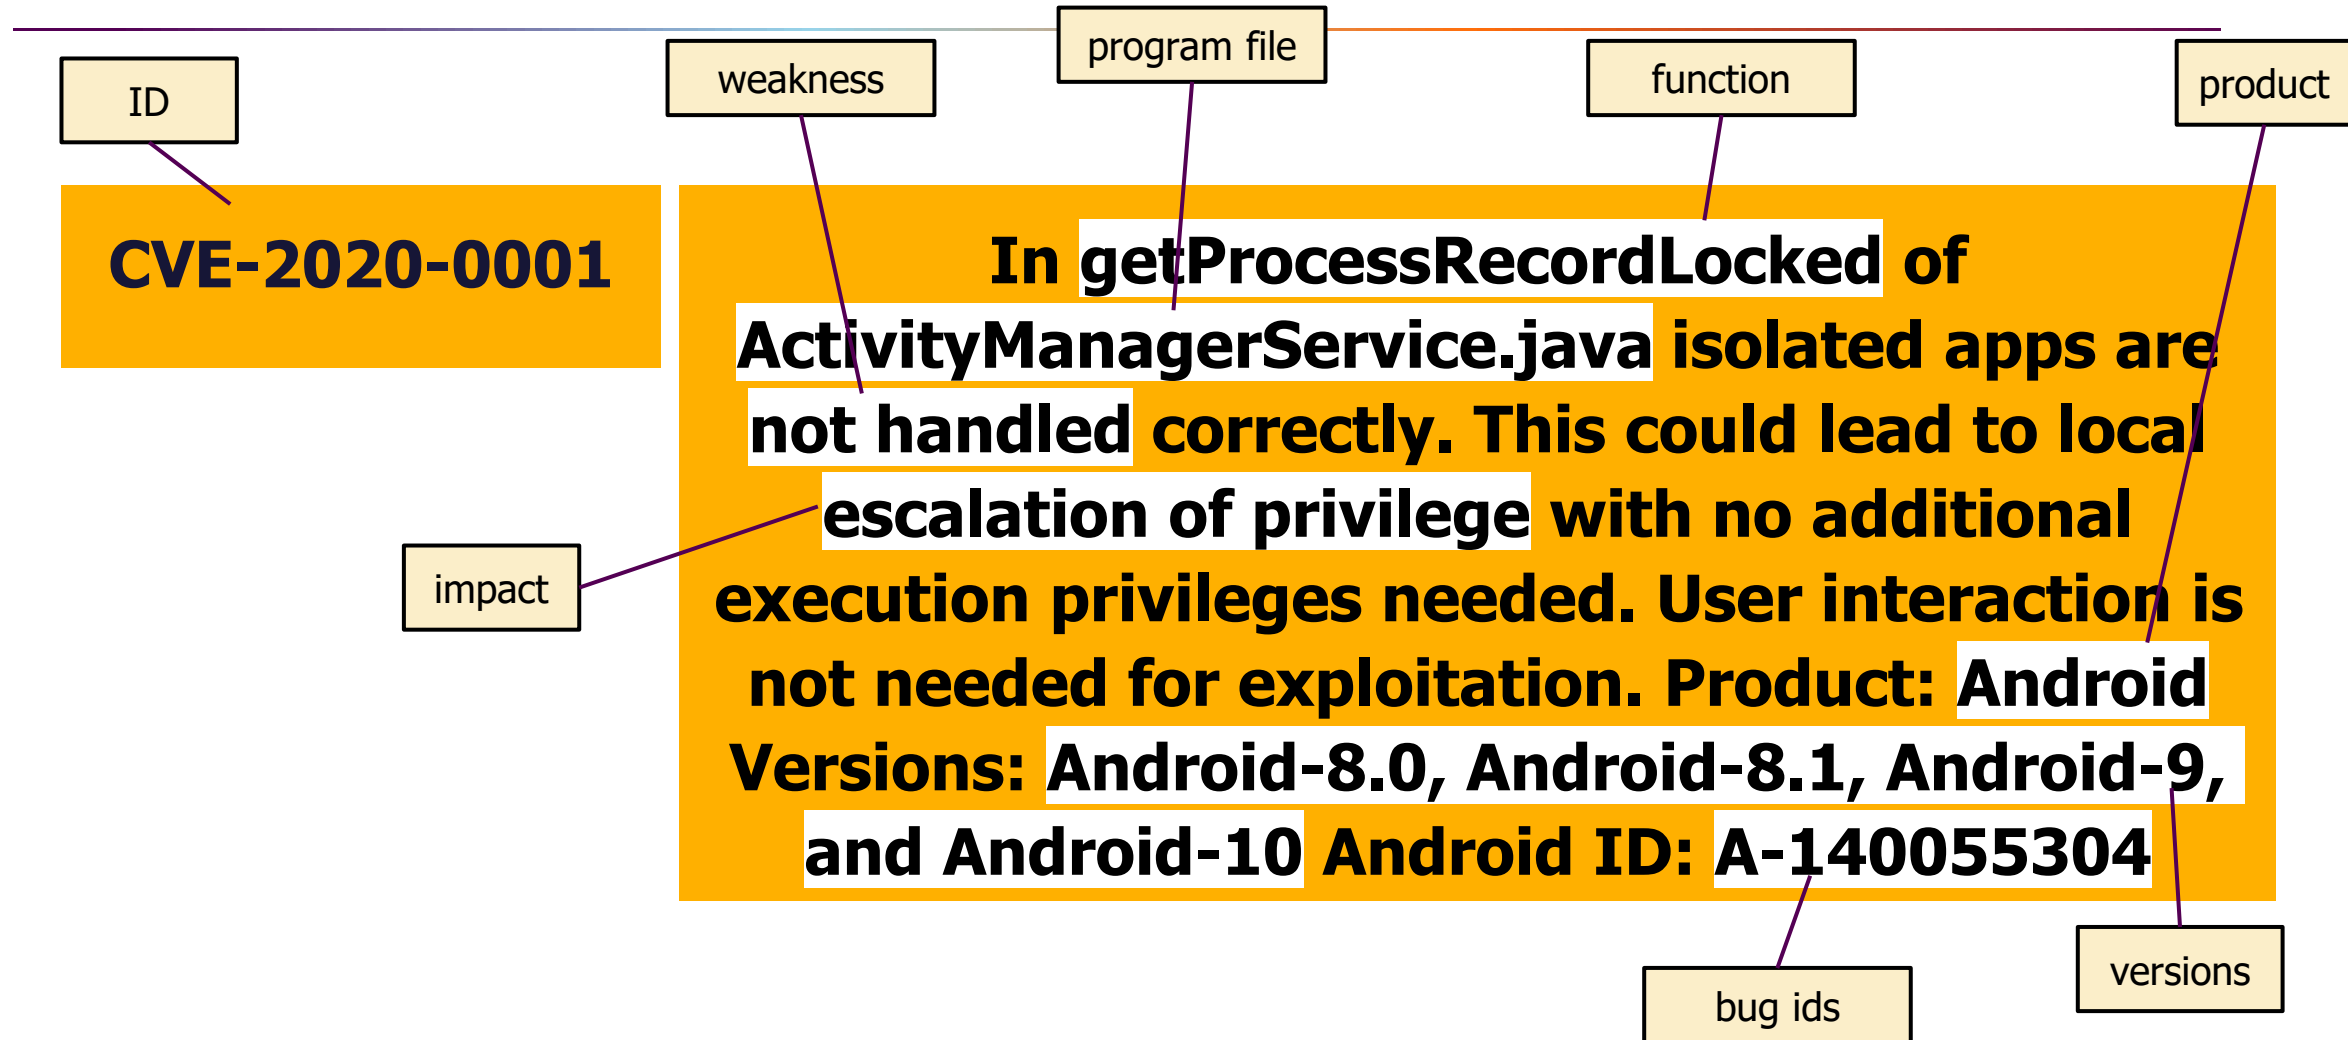 program file
weakness
function
product
ID
CVE-2020-0001
In getProcessRecordLocked of
ActivityManagerService.java isolated apps are
not handled correctly. This could lead to local
escalation of privilege with no additional
impact
execution privileges needed. User interaction is
not needed for exploitation. Product: Android
Versions: Android-8.0, Android-8.1, Android-9,
and Android-10 Android ID: A-140055304
versions
bug ids